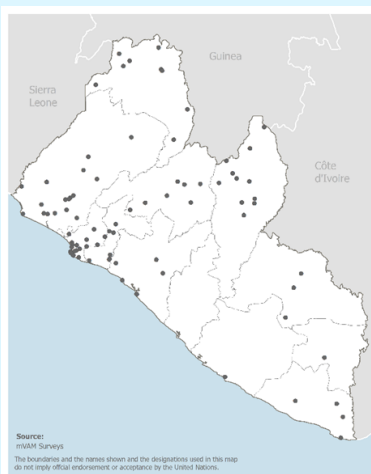 Guinea
Sierra
Leone
Côte
d'Ivoire
Source:
mVAM Surveys
The boundaries and the names shown and the designations used in this map
do not imply official endorsement or acceptance by the United Nations.